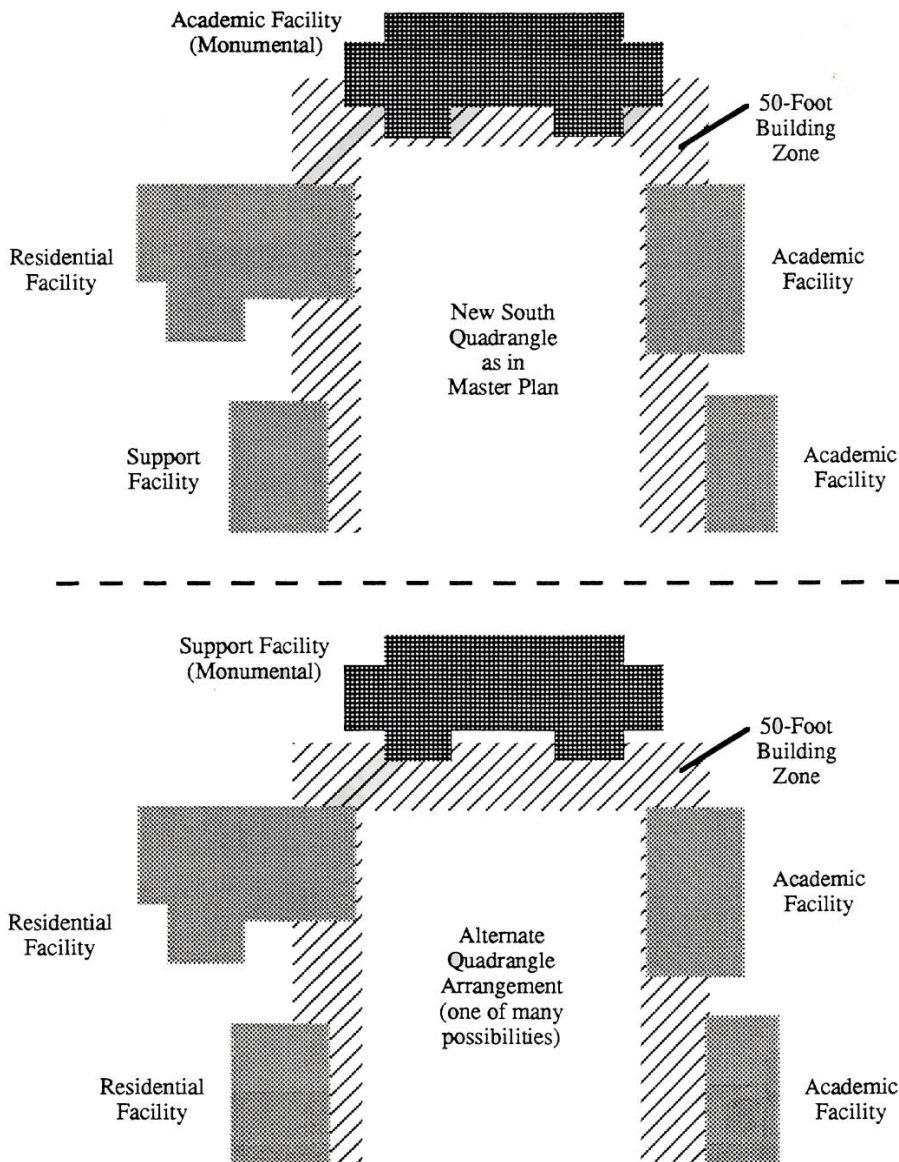 Academic Facility
(Monumental)
50-Foot
Building
Zone
Residential
Facility
Academic
Facility
New South
Quadrangle
as in
Master Plan
Support
Facility
Academic
Facility
Support Facility
(Monumental)
50-Foot
Building
Zone
Academic
Facility
Residential
Facility
Alternate
Quadrangle
Arrangement
(one of many
possibilities)
Residential
Facility
Academic
Facility